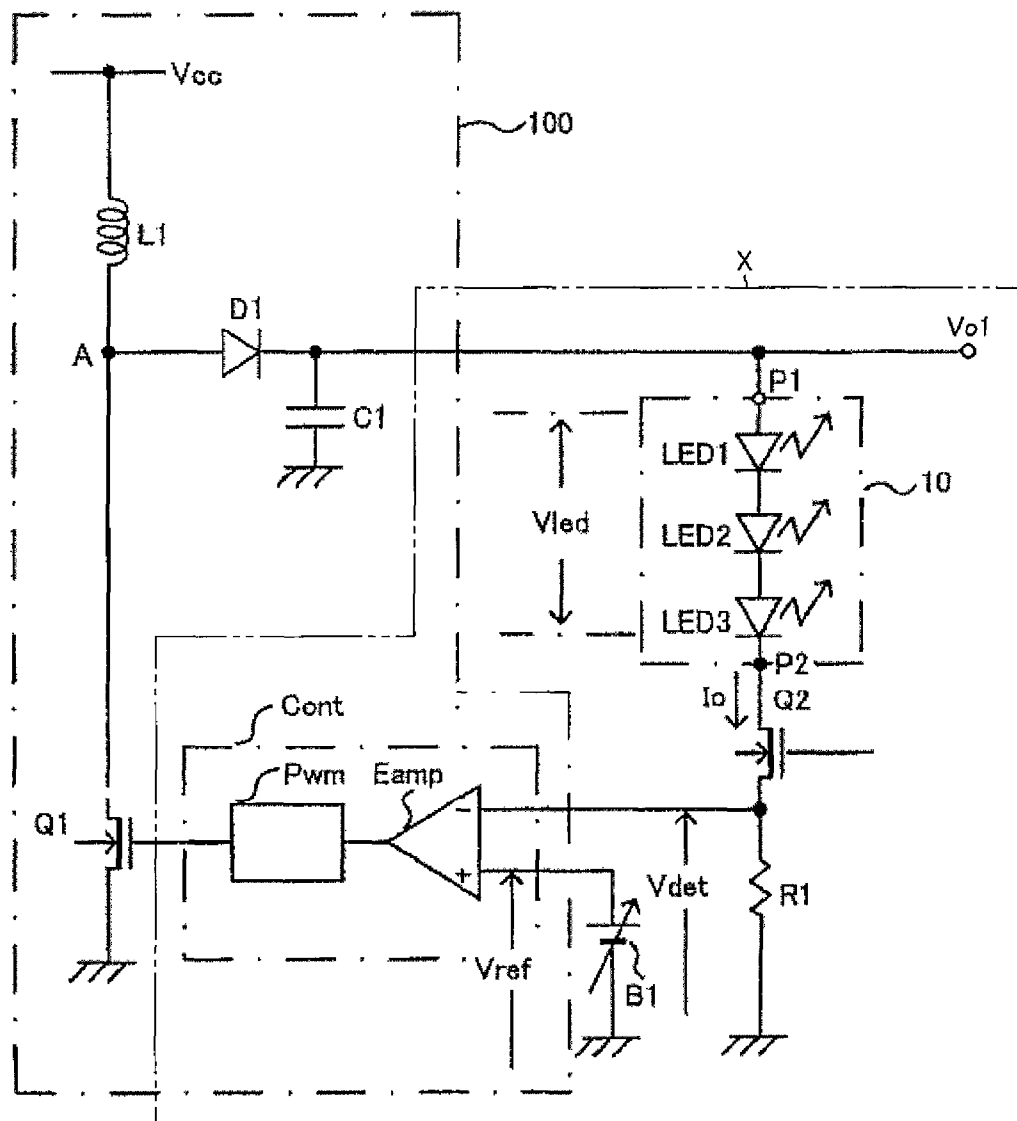 Vcc
100
L1
X
D1
Vo1
A
P1
C1
LED1
10
Vled
LED2
LED3
P2
Io
Q2
Cont
Pwm
Eamp
Q1
-
+
Vdet
R1
Vref
B1